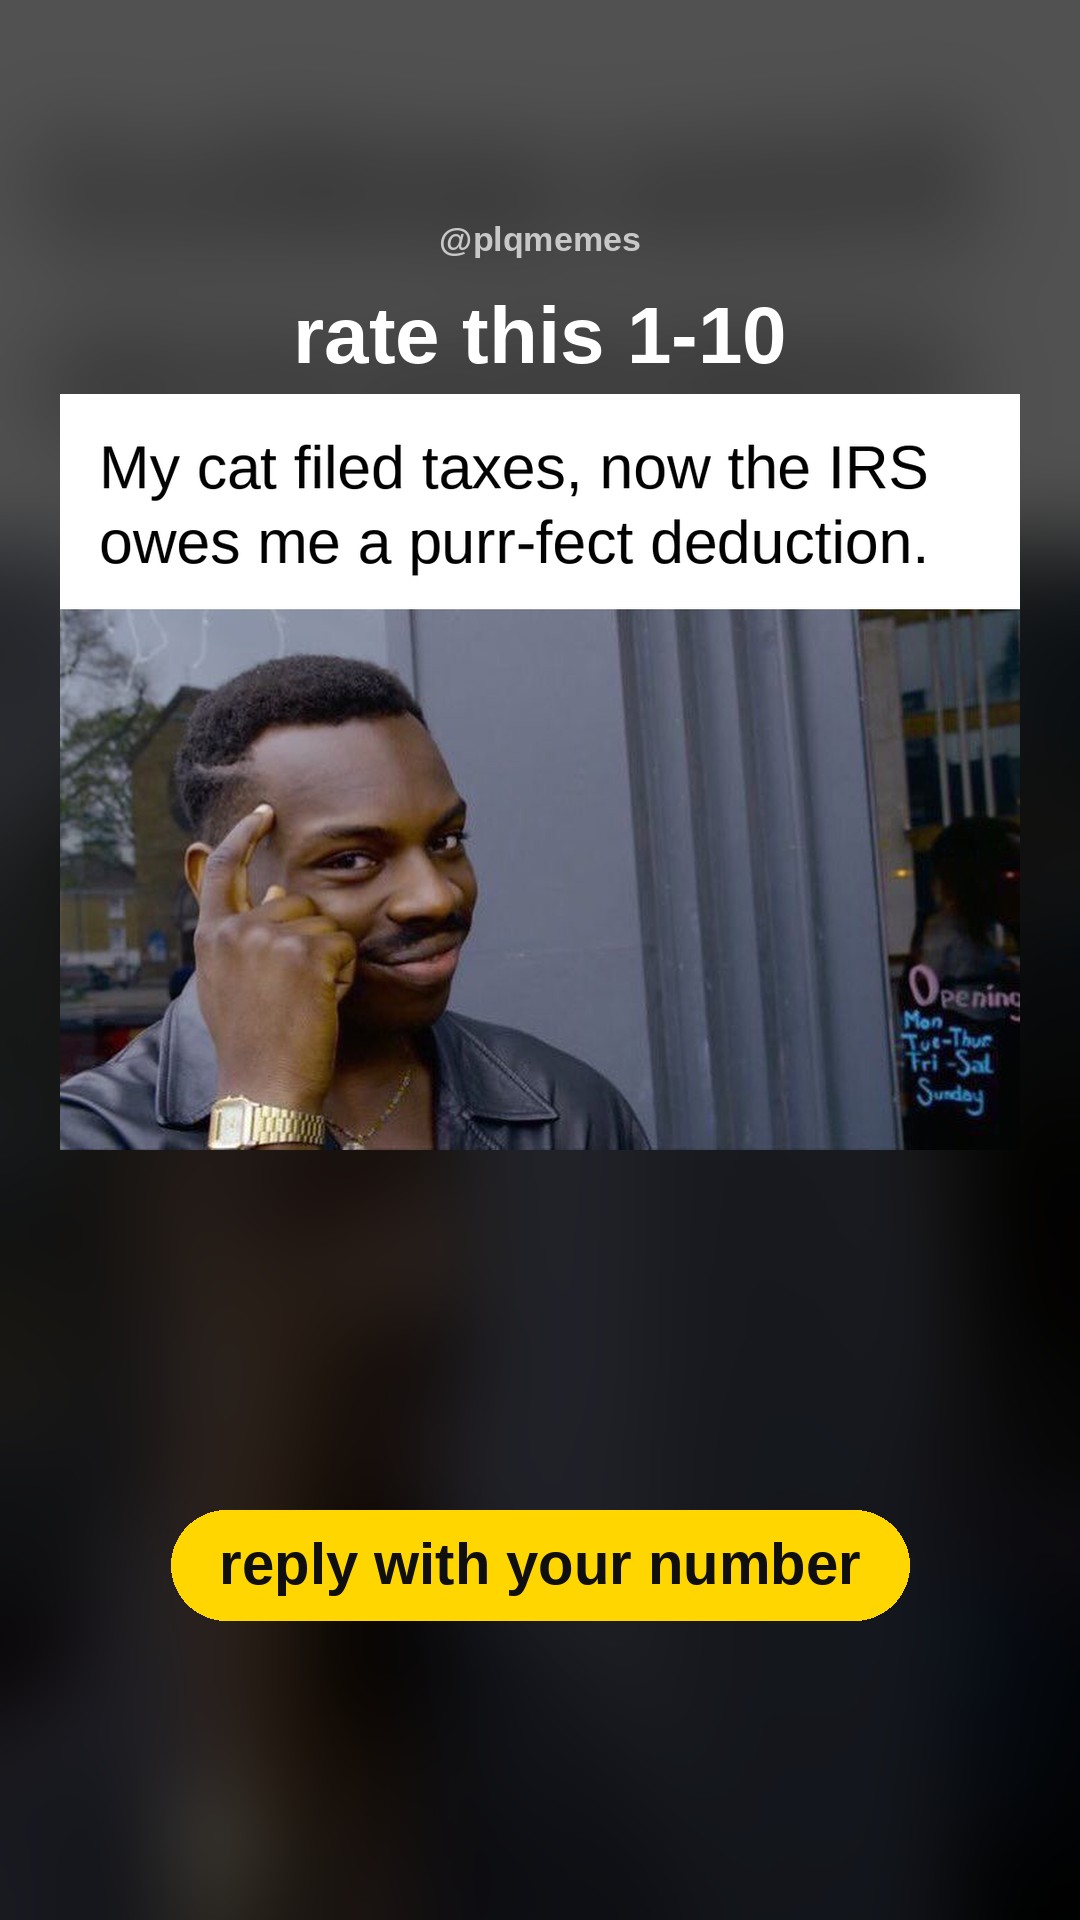 @plqmemes
rate this 1-10
My cat filed taxes, now the IRS
owes me a purr-fect deduction.
Opening
Mon
Tue-Thur
Fri -Sat
Sunday
reply with your number